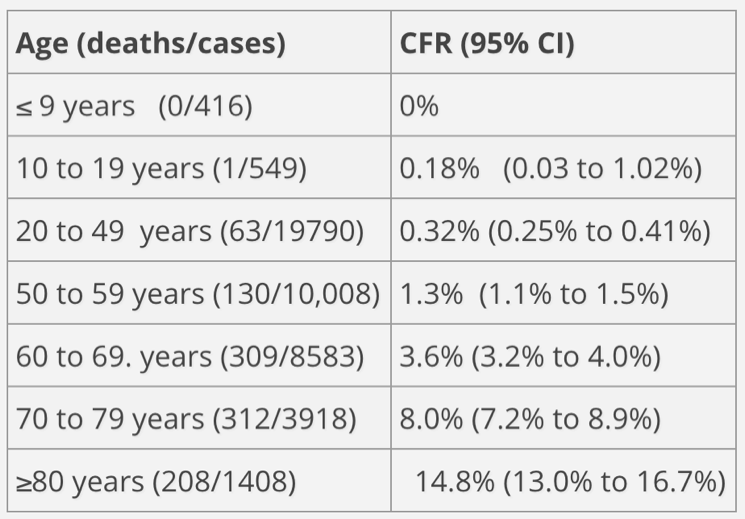 Age (deaths/cases) CFR (95% CI)
≤ 9 years (0/416) 0%
10 to 19 years (1/549) 0.18% (0.03 to 1.02%)
20 to 49 years (63/19790) 0.32% (0.25% to 0.41%)
50 to 59 years (130/10,008) 1.3% (1.1% to 1.5%)
60 to 69. years (309/8583) 3.6% (3.2% to 4.0%)
70 to 79 years (312/3918) 8.0% (7.2% to 8.9%)
≥80 years (208/1408) 14.8% (13.0% to 16.7%)